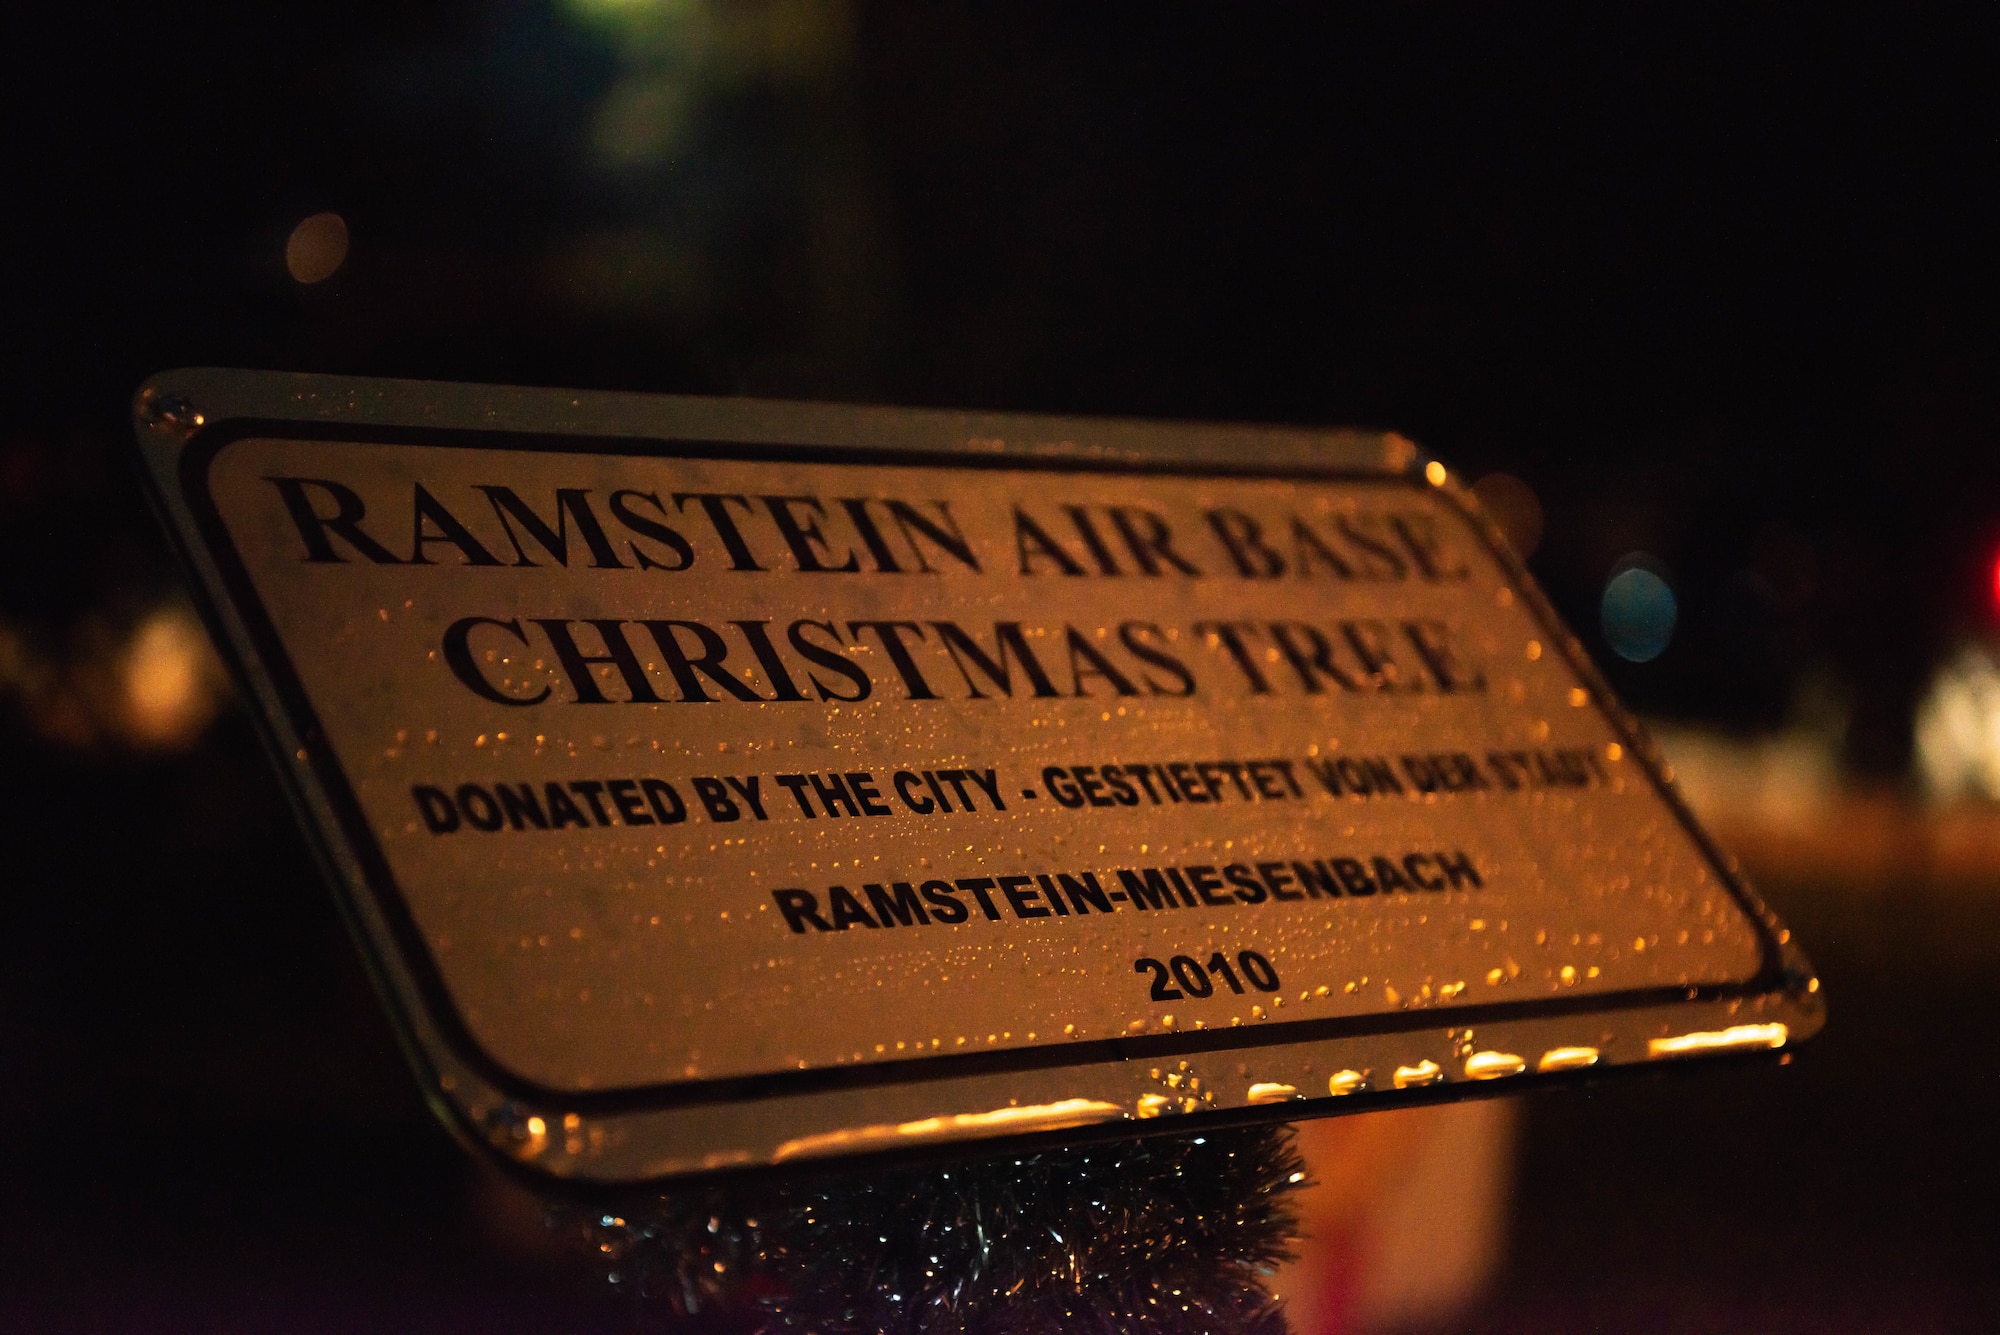 RAMSTEIN AIR BASE
CHRISTMAS TREE
DONATED BY THE CITY - GESTIEFTET VON DER STADT
RAMSTEIN-MIESENBACH
2010